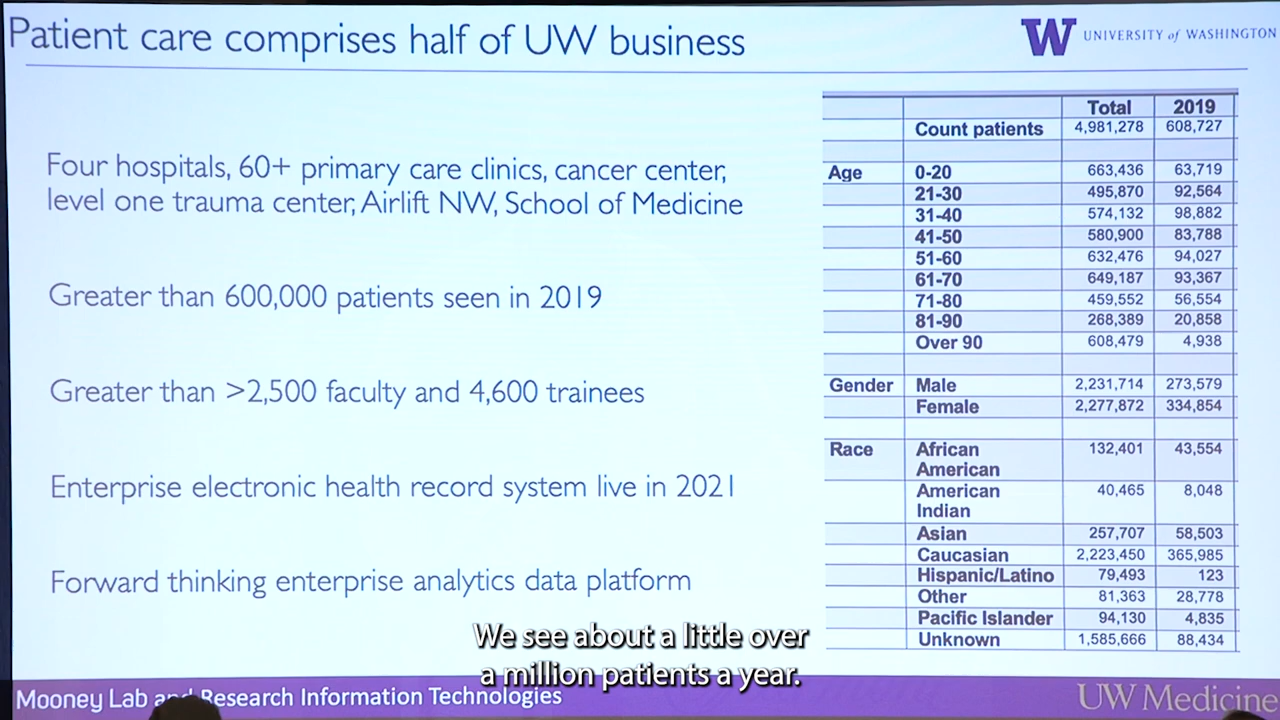 Patient care comprises half of UW business
W UNIVERSITY of WASHINGTON
Four hospitals, 60+ primary care clinics, cancer center,
level one trauma center, Airlift NW, School of Medicine
Greater than 600,000 patients seen in 2019
Greater than >2,500 faculty and 4,600 trainees
Enterprise electronic health record system live in 2021
Forward thinking enterprise analytics data platform
Total 2019
Count patients 4,981,278 608,727
Age 0-20 663,436 63,719
21-30 495,870 92,564
31-40 574,132 98,882
41-50 580,900 83,788
51-60 632,476 94,027
61-70 649,187 93,367
71-80 459,552 56,554
81-90 268,389 20,858
Over 90 608,479 4,938
Gender Male 2,231,714 273,579
Female 2,277,872 334,854
Race African 132,401 43,554
American
American 40,465 8,048
Indian
Asian 257,707 58,503
Caucasian 2,223,450 365,985
Hispanic/Latino 79,493 123
Other 81,363 28,778
Pacific Islander 94,130 4,835
Unknown 1,585,666 88,434
We see about a little over
a million patients a year.
Mooney Lab and Research Information Technologies
UW Medicine